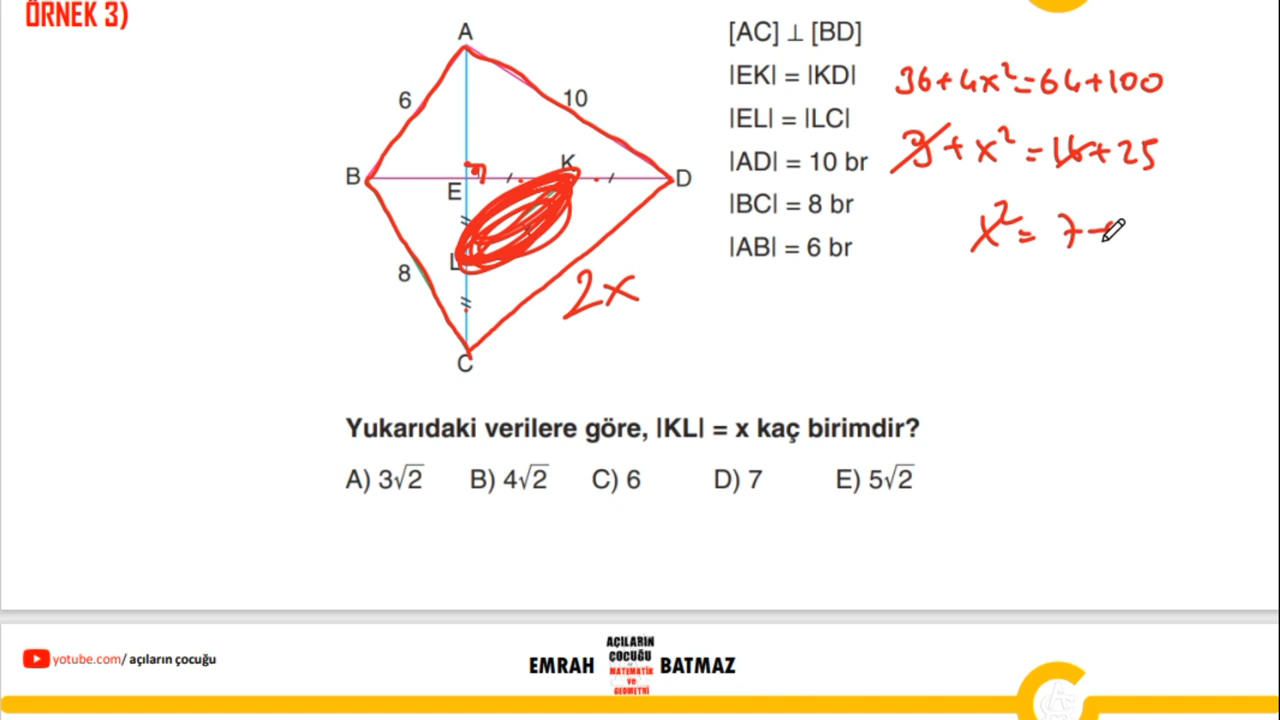 ÖRNEK 3)
A
6
10
B
K
D
E
L
8
C
2x
[AC] ⊥ [BD]
|EK| = |KD|
|EL| = |LC|
|AD| = 10 br
|BC| = 8 br
|AB| = 6 br
36+4x²=64+100
9+x²=16+25
x²= 7+
Yukarıdaki verilere göre, |KL| = x kaç birimdir?
A) 3√2 B) 4√2 C) 6 D) 7 E) 5√2
yotube.com/ açıların çocuğu
EMRAH BATMAZ
AÇILARIN
ÇOCUĞU
MATEMATİK
ve
GEOMETRİ